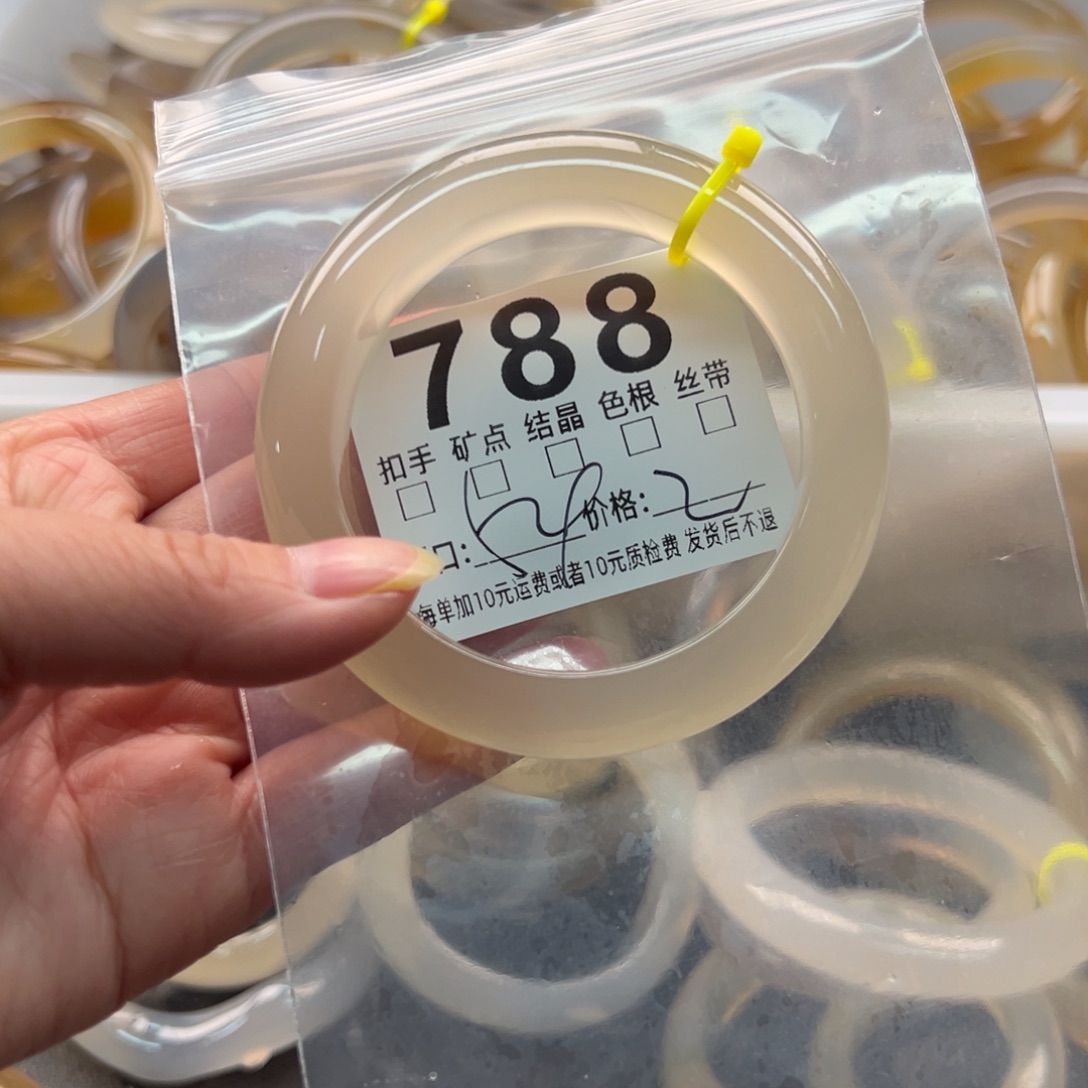 788
扣手 矿点 结晶 色根 丝带
口: 54 价格:
每单加10元运费或者10元质检费 发货后不退